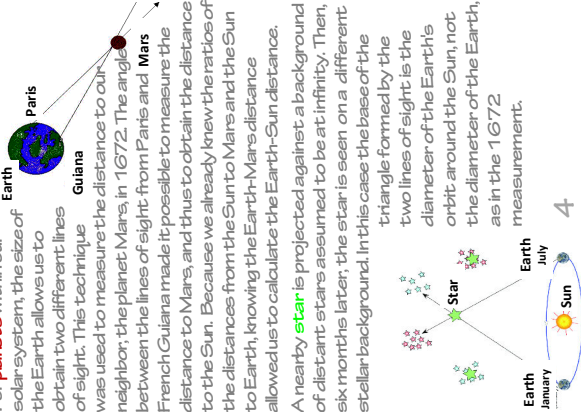 solar system, the size of
the Earth allows us to
obtain two different lines
of sight. This technique
was used to measure the distance to our
neighbor, the planet Mars, in 1672. The angle
between the lines of sight from Paris and
French Guiana made it possible to measure the
distance to Mars, and thus to obtain the distance
to the Sun. Because we already knew the ratios of
the distances from the Sun to Mars and the Sun
to Earth, knowing the Earth-Mars distance
allowed us to calculate the Earth-Sun distance.
Earth
Paris
Guiana
Mars
A nearby star is projected against a background
of distant stars assumed to be at infinity. Then,
six months later, the star is seen on a different
stellar background. In this case the base of the
triangle formed by the
two lines of sight is the
diameter of the Earth's
orbit around the Sun, not
the diameter of the Earth,
as in the 1672
measurement.
Star
Earth
January
Sun
Earth
July
4